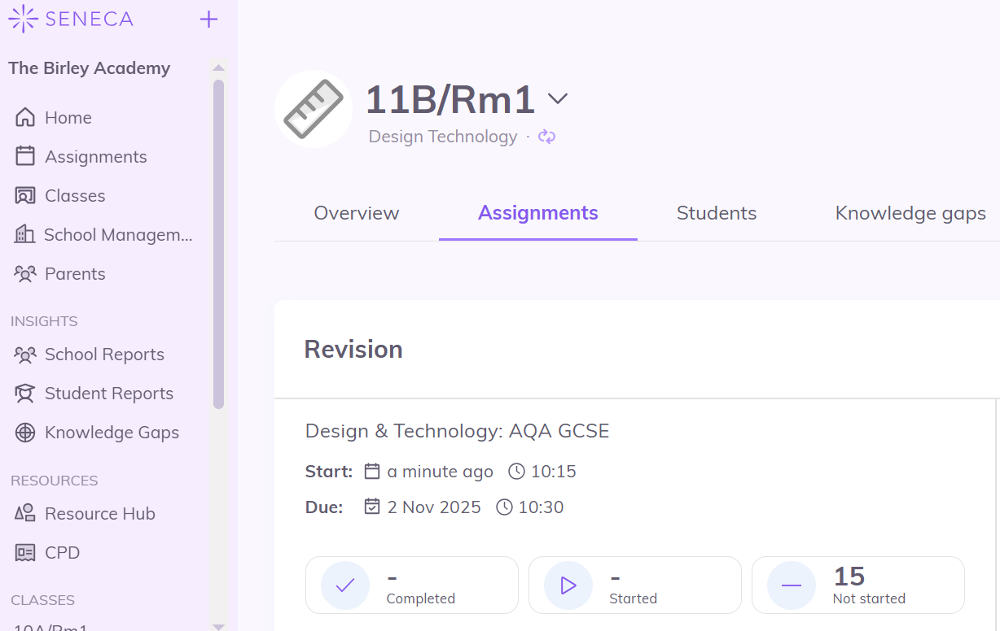 SENECA
The Birley Academy
Home
Assignments
Classes
School Managem...
Parents
INSIGHTS
School Reports
Student Reports
Knowledge Gaps
RESOURCES
Resource Hub
CPD
CLASSES
10A/Rm1
11B/Rm1
Design Technology ·
Overview Assignments Students Knowledge gaps
Revision
Design & Technology: AQA GCSE
Start: a minute ago 10:15
Due: 2 Nov 2025 10:30
- - 15
Completed Started Not started